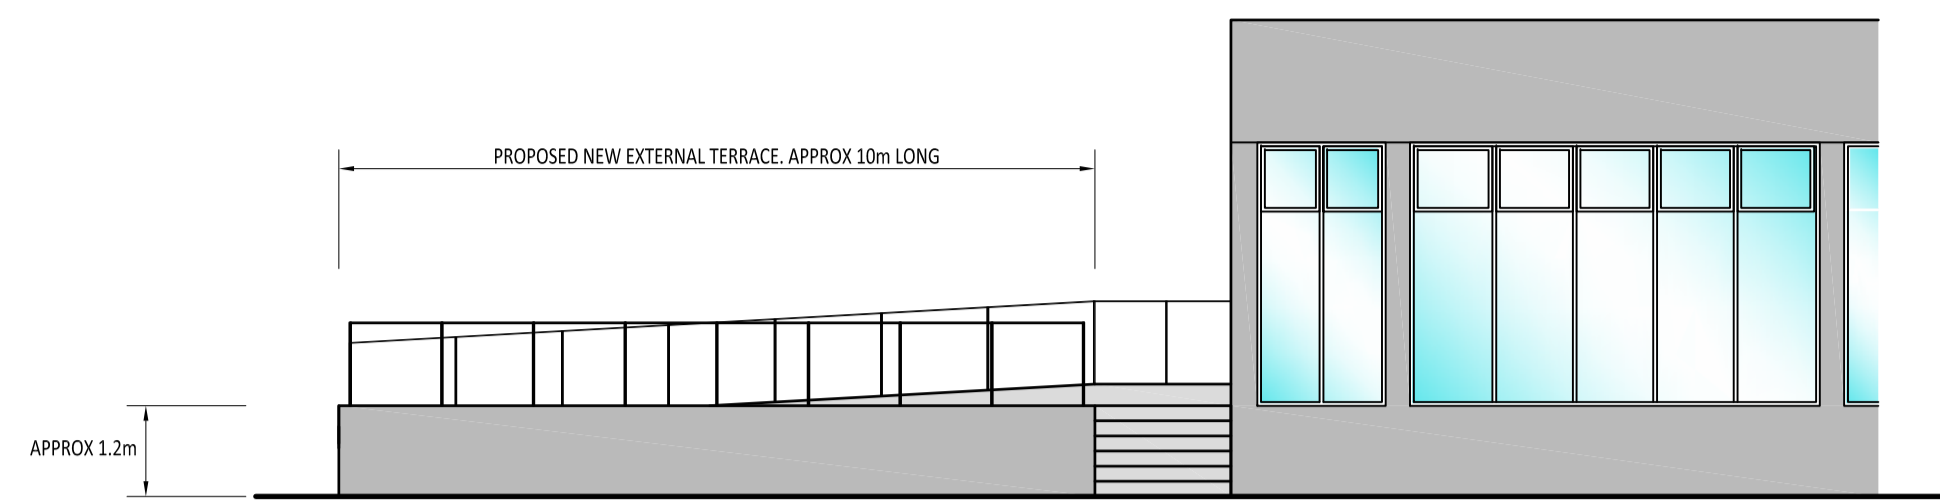 PROPOSED NEW EXTERNAL TERRACE. APPROX 10m LONG
APPROX 1.2m